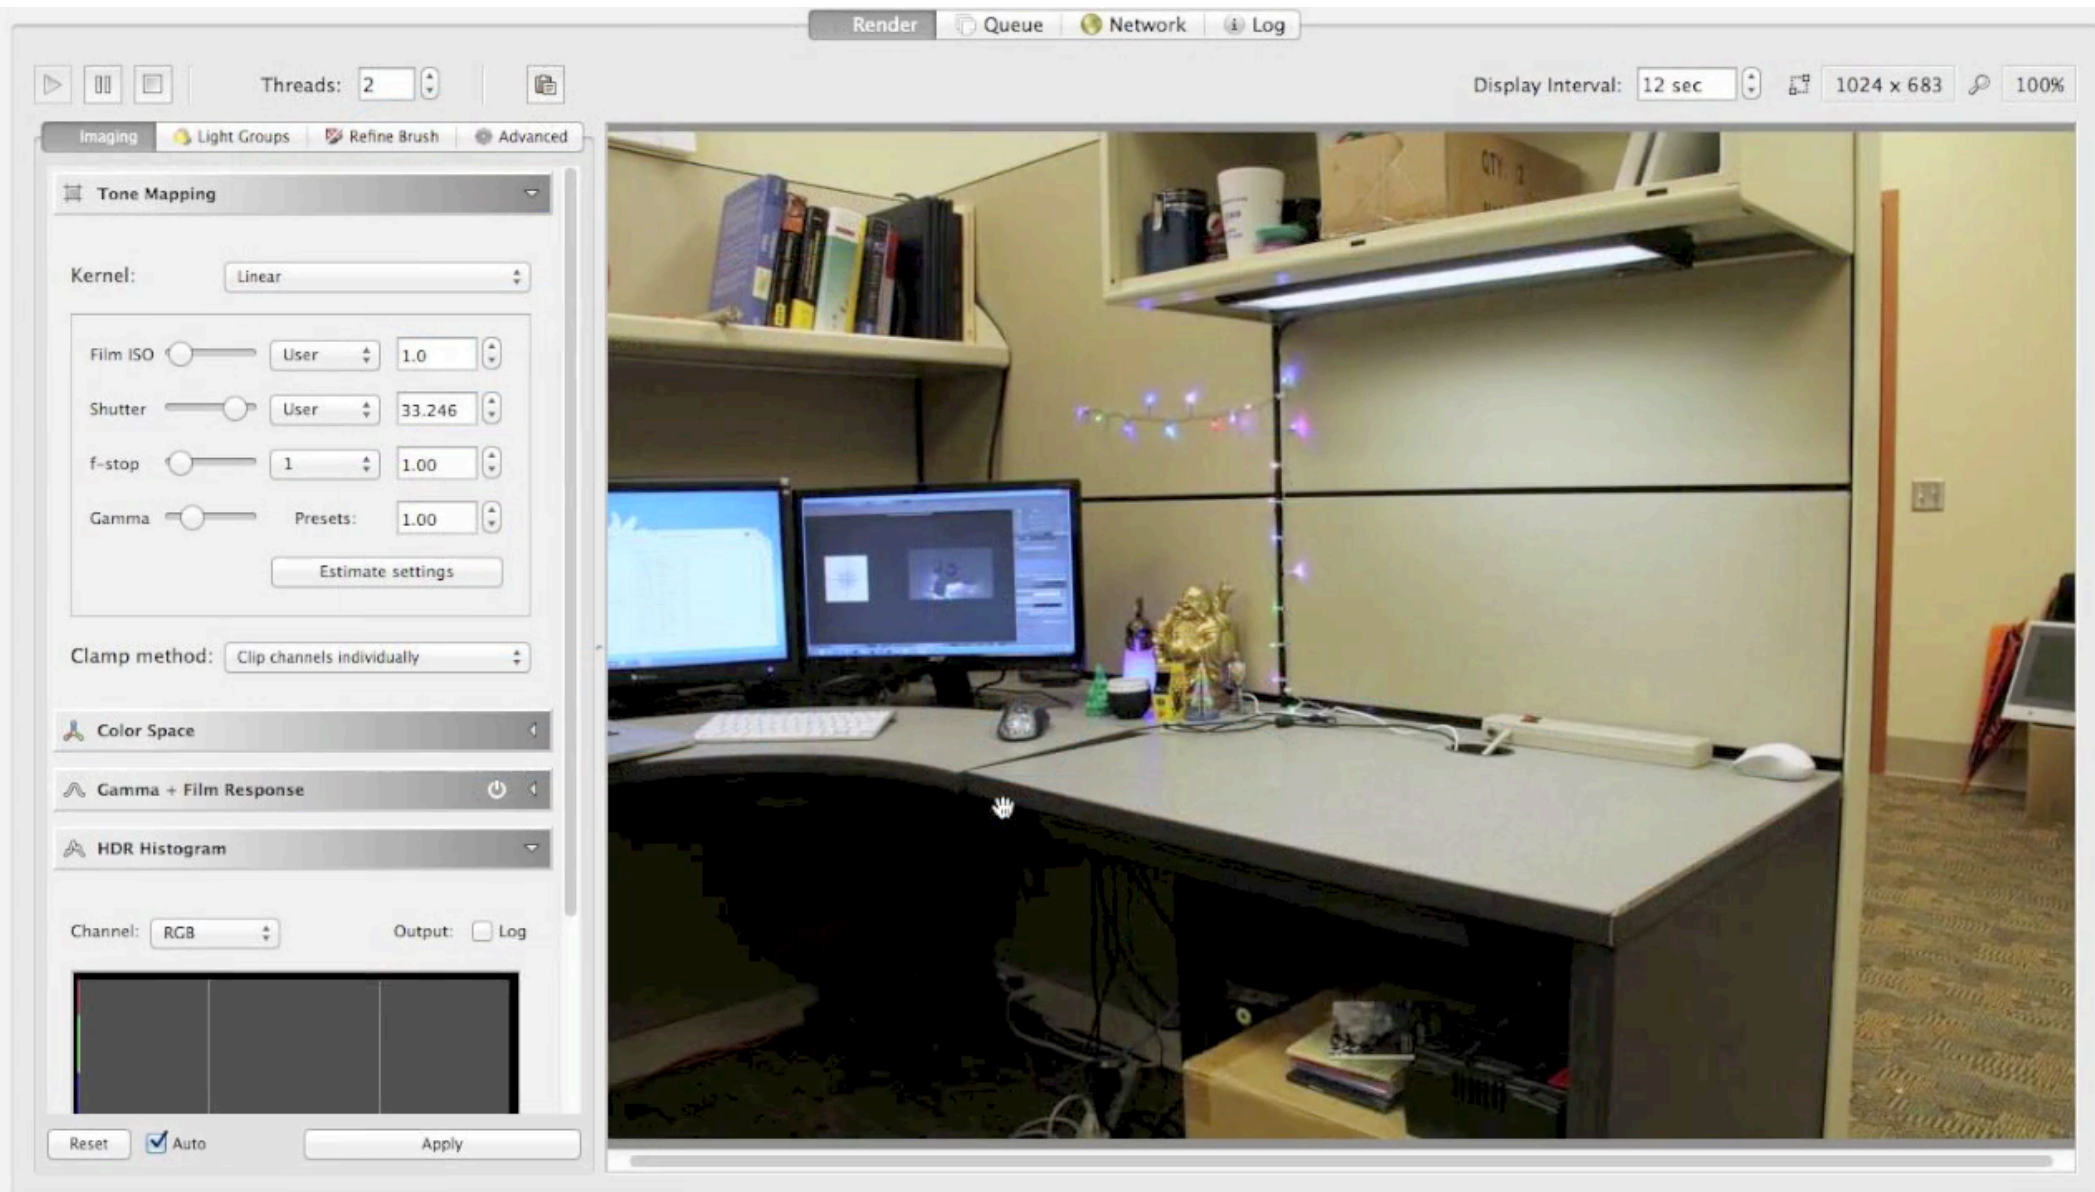 Render Queue Network Log
Threads: 2 Display Interval: 12 sec 1024 x 683 100%
Imaging Light Groups Refine Brush Advanced
Tone Mapping
Kernel: Linear
Film ISO User 1.0
Shutter User 33.246
f-stop 1 1.00
Gamma Presets: 1.00
Estimate settings
Clamp method: Clip channels individually
Color Space
Gamma + Film Response
HDR Histogram
Channel: RGB Output: Log
Reset Auto Apply
QTY.